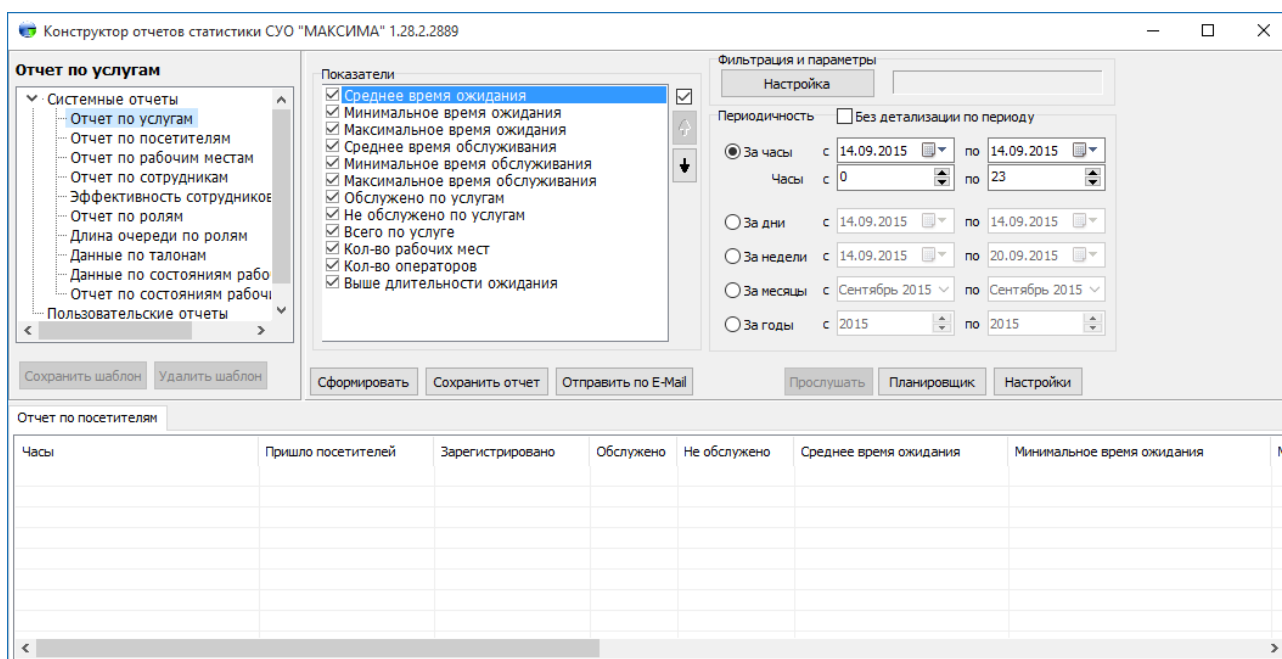 Конструктор отчетов статистики СУО "МАКСИМА" 1.28.2.2889
Отчет по услугам
Системные отчеты
Отчет по услугам
Отчет по посетителям
Отчет по рабочим местам
Отчет по сотрудникам
Эффективность сотрудников
Отчет по ролям
Длина очереди по ролям
Данные по талонам
Данные по состояниям рабо
Отчет по состояниям рабочи
Пользовательские отчеты
Сохранить шаблон Удалить шаблон
Показатели
Среднее время ожидания
Минимальное время ожидания
Максимальное время ожидания
Среднее время обслуживания
Минимальное время обслуживания
Максимальное время обслуживания
Обслужено по услугам
Не обслужено по услугам
Всего по услуге
Кол-во рабочих мест
Кол-во операторов
Выше длительности ожидания
Фильтрация и параметры
Настройка
Периодичность Без детализации по периоду
За часы с 14.09.2015 по 14.09.2015
Часы с 0 по 23
За дни с 14.09.2015 по 14.09.2015
За недели с 14.09.2015 по 20.09.2015
За месяцы с Сентябрь 2015 по Сентябрь 2015
За годы с 2015 по 2015
Сформировать Сохранить отчет Отправить по E-Mail Прослушать Планировщик Настройки
Отчет по посетителям
Часы Пришло посетителей Зарегистрировано Обслужено Не обслужено Среднее время ожидания Минимальное время ожидания